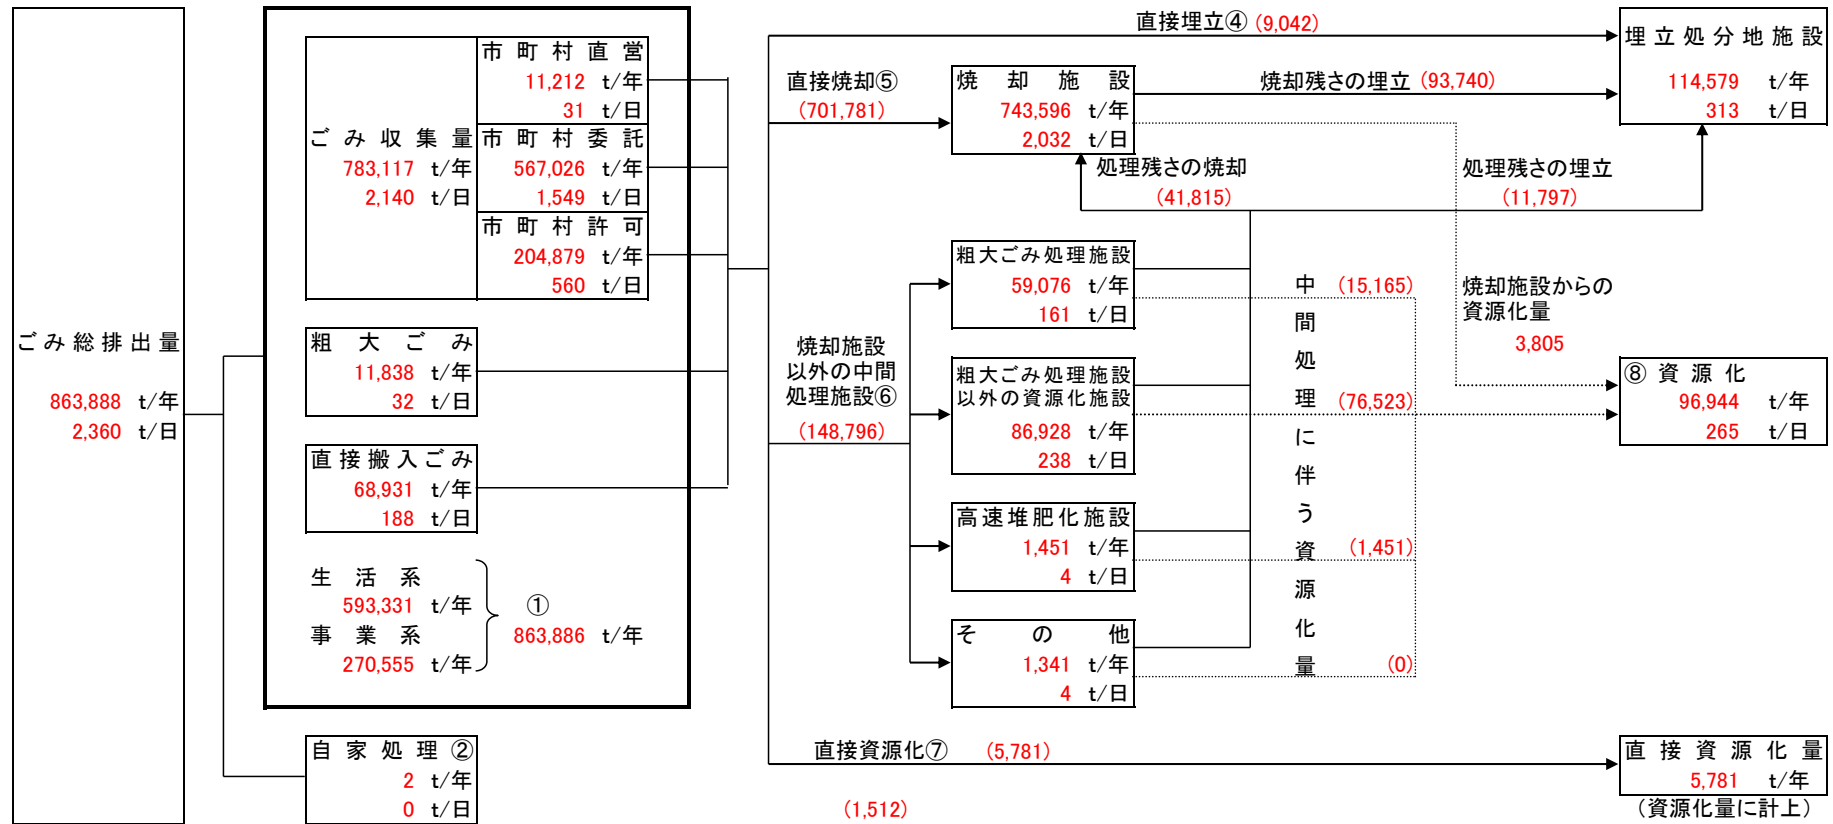 ごみ総排出量
863,888 t/年
2,360 t/日
ごみ収集量
783,117 t/年
2,140 t/日
市町村直営
11,212 t/年
31 t/日
市町村委託
567,026 t/年
1,549 t/日
市町村許可
204,879 t/年
560 t/日
粗大ごみ
11,838 t/年
32 t/日
直接搬入ごみ
68,931 t/年
188 t/日
生活系
593,331 t/年
事業系
270,555 t/年
①
863,886 t/年
自家処理②
2 t/年
0 t/日
直接埋立④ (9,042)
直接焼却⑤
(701,781)
焼却施設
743,596 t/年
2,032 t/日
焼却残さの埋立 (93,740)
埋立処分地施設
114,579 t/年
313 t/日
処理残さの焼却
(41,815)
処理残さの埋立
(11,797)
焼却施設
以外の中間
処理施設⑥
(148,796)
粗大ごみ処理施設
59,076 t/年
161 t/日
粗大ごみ処理施設
以外の資源化施設
86,928 t/年
238 t/日
高速堆肥化施設
1,451 t/年
4 t/日
その他
1,341 t/年
4 t/日
中間処理に伴う資源化量
(15,165)
(76,523)
(1,451)
(0)
焼却施設からの
資源化量
3,805
⑧資源化
96,944 t/年
265 t/日
直接資源化⑦ (5,781)
直接資源化量
5,781 t/年
(資源化量に計上)
(1,512)